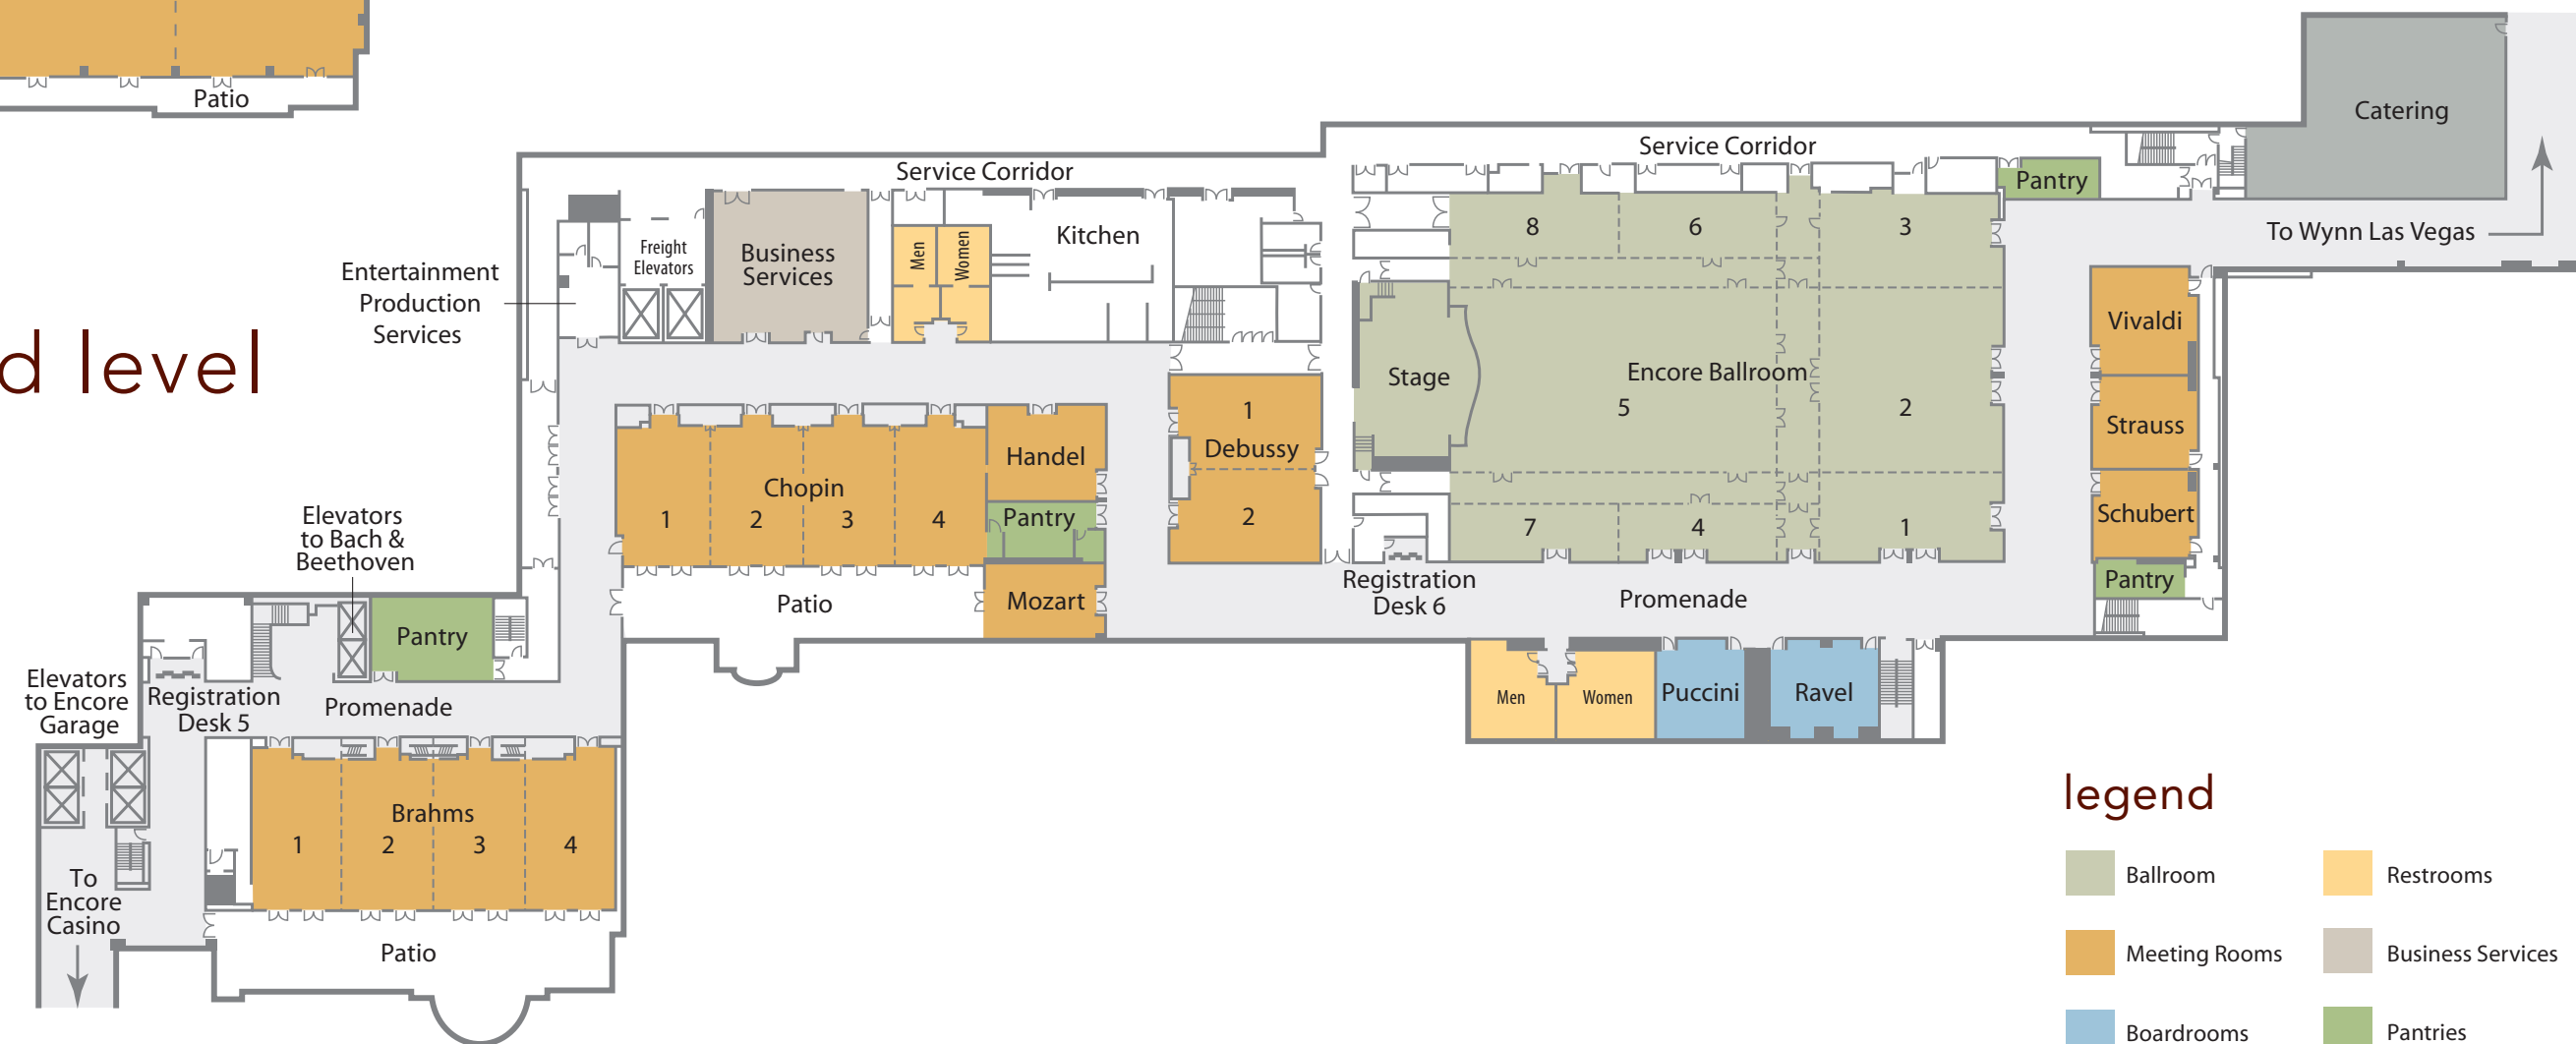 Patio
Catering
Service Corridor
Service Corridor
Pantry
8
6
3
To Wynn Las Vegas
Freight
Elevators
Business
Services
Men
Women
Kitchen
Entertainment
Production
Services
d level
Vivaldi
Stage
Encore Ballroom
5
2
1
Debussy
2
Strauss
Handel
Chopin
1
2
3
4
Pantry
Schubert
7
4
1
Elevators
to Bach &
Beethoven
Registration
Desk 6
Promenade
Pantry
Patio
Mozart
Pantry
Elevators
to Encore
Garage
Registration
Desk 5
Promenade
Men
Women
Puccini
Ravel
Brahms
1
2
3
4
To
Encore
Casino
Patio
legend
Ballroom
Restrooms
Meeting Rooms
Business Services
Boardrooms
Pantries